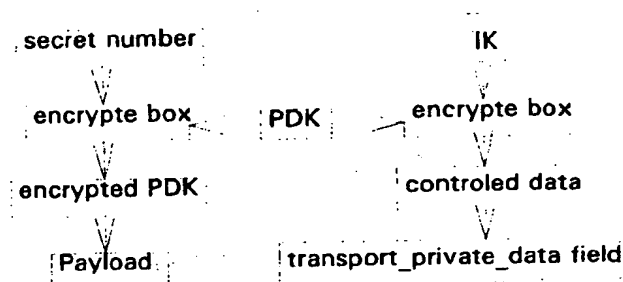 secret number
IK
encrypte box
PDK
encrypte box
encrypted PDK
controled data
Payload
transport_private_data field